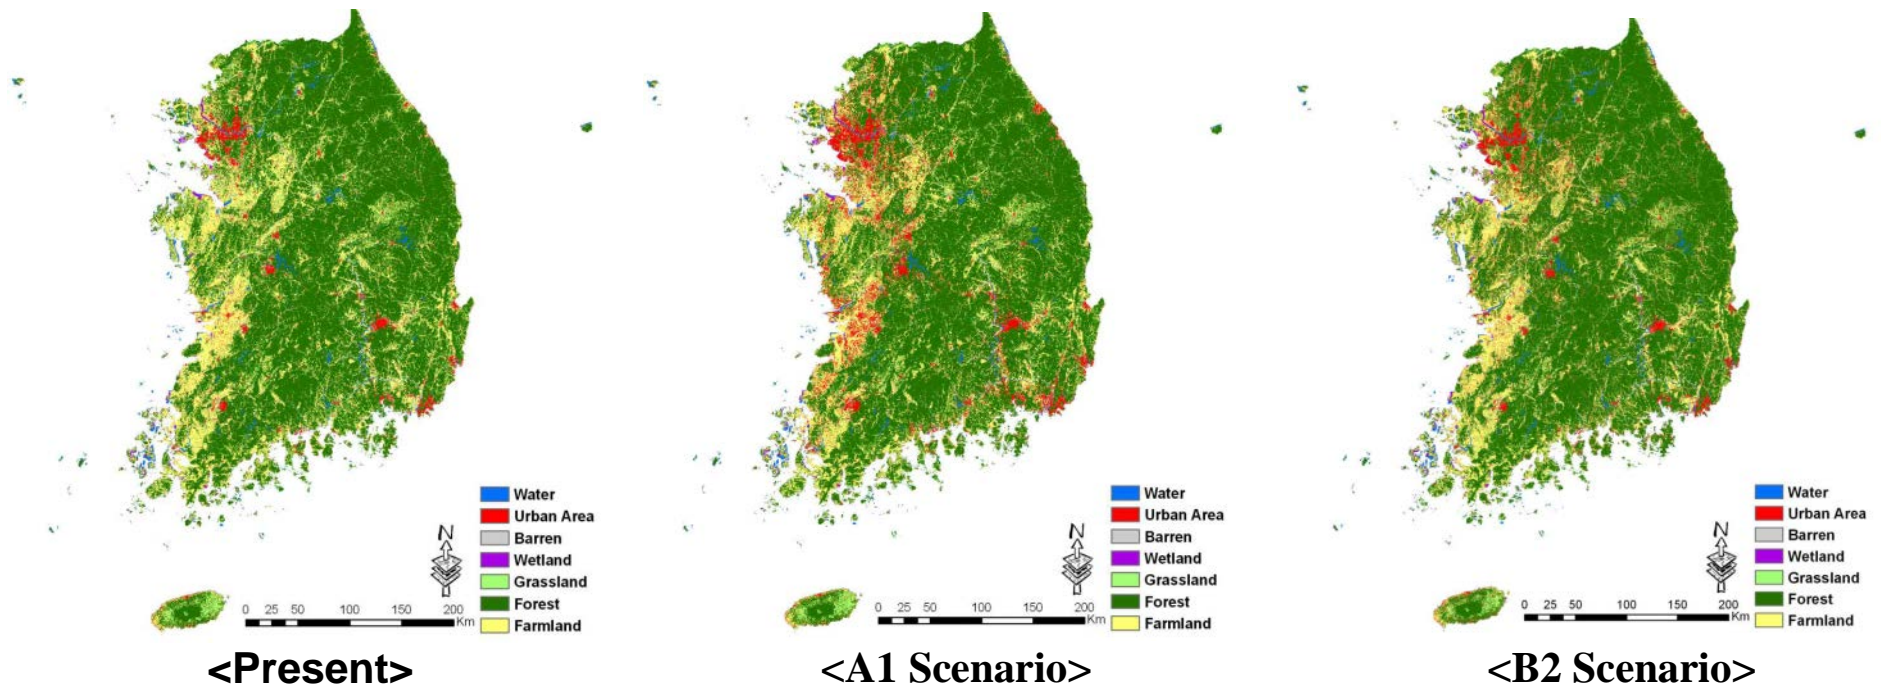 Water
Urban Area
Barren
Wetland
Grassland
Forest
Farmland
N
0 25 50 100 150 200
Km
<Present>
Water
Urban Area
Barren
Wetland
Grassland
Forest
Farmland
N
0 25 50 100 150 200
Km
<A1 Scenario>
Water
Urban Area
Barren
Wetland
Grassland
Forest
Farmland
N
0 25 50 100 150 200
Km
<B2 Scenario>